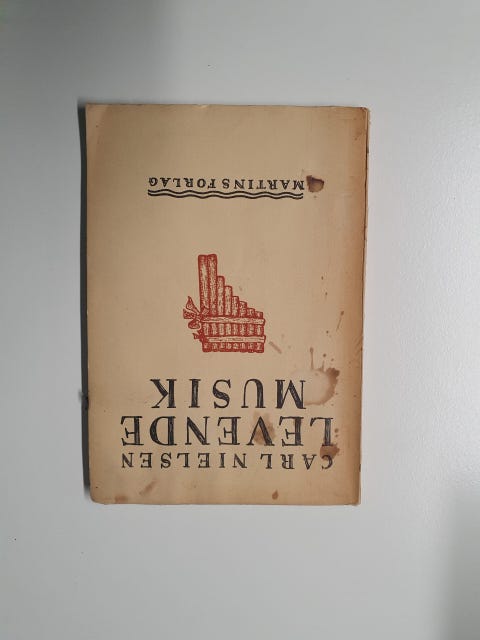 CARL NIELSEN
LEVENDE
MUSIK
MARTINS FORLAG